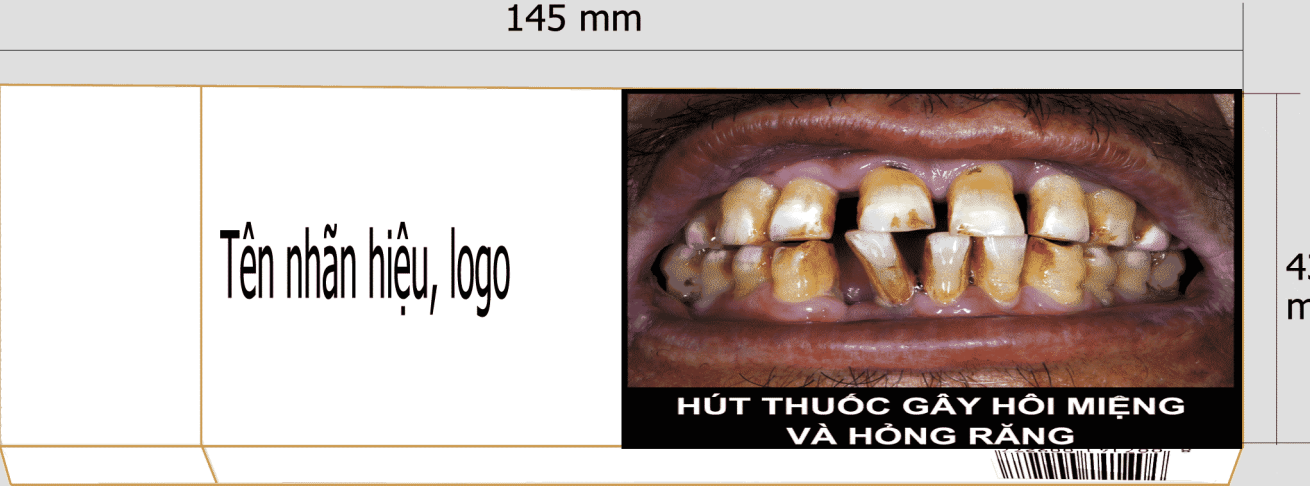 145 mm
Tên nhãn hiệu, logo
HÚT THUỐC GÂY HÔI MIỆNG
VÀ HỎNG RĂNG